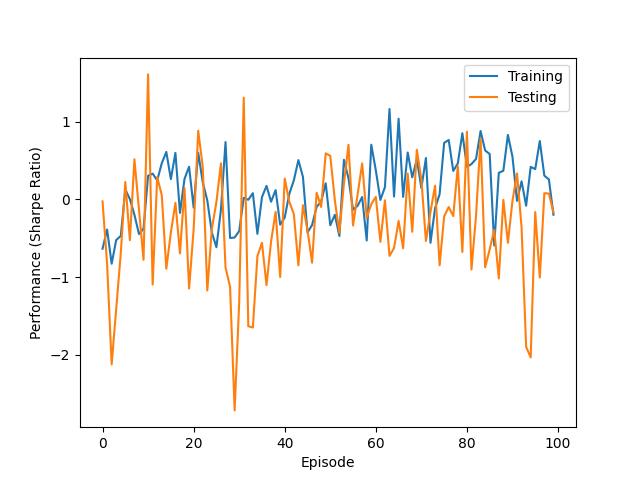 Training
Testing
1
0
−1
−2
Performance (Sharpe Ratio)
0 20 40 60 80 100
Episode